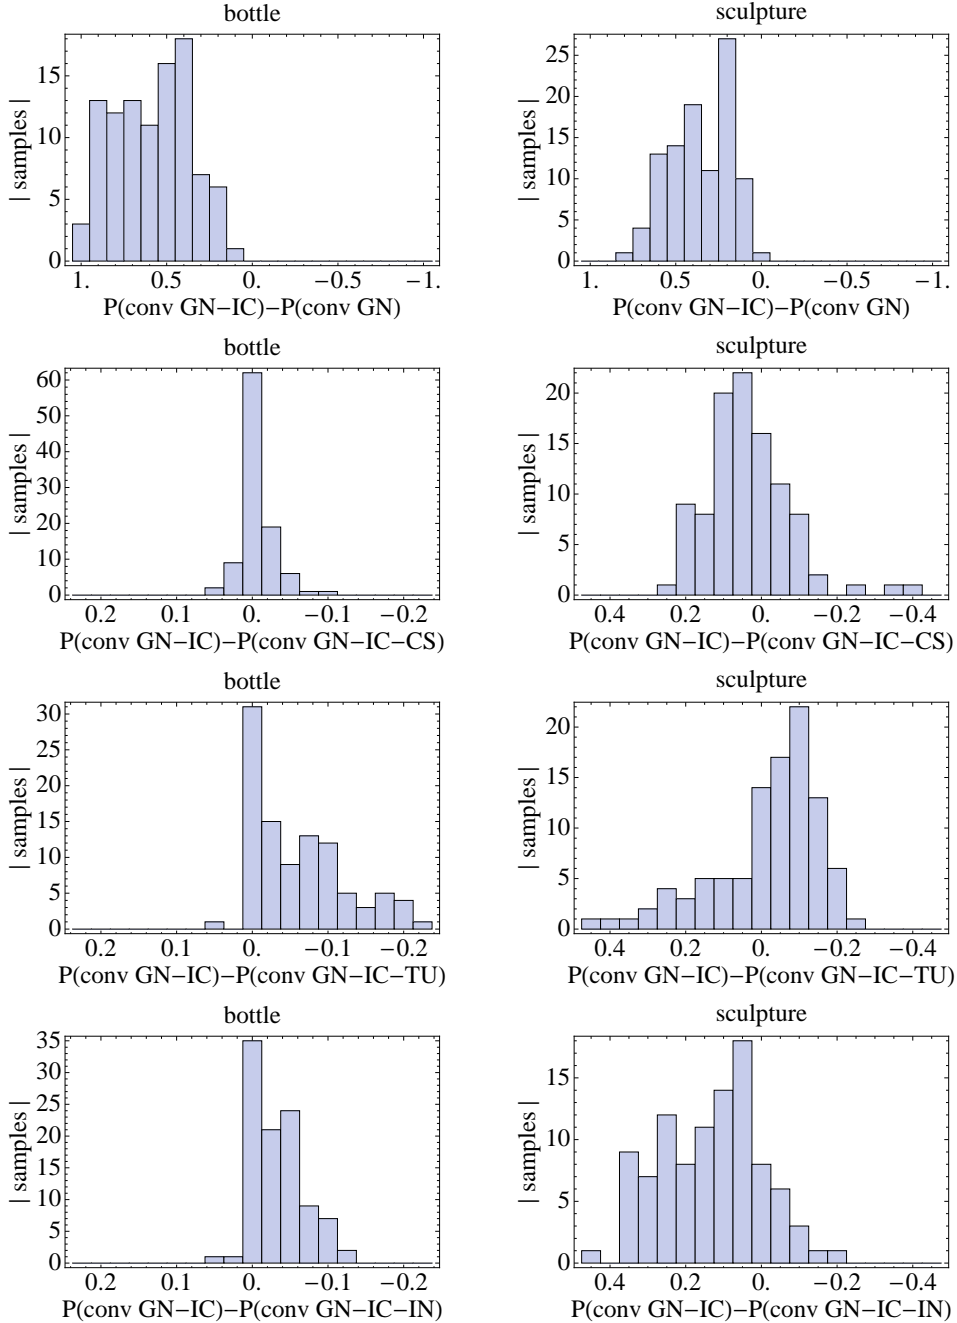 bottle
| samples |
15
10
5
0
1. 0.5 0. −0.5 −1.
P(conv GN−IC)−P(conv GN)
sculpture
| samples |
25
20
15
10
5
0
1. 0.5 0. −0.5 −1.
P(conv GN−IC)−P(conv GN)
bottle
| samples |
60
50
40
30
20
10
0
0.2 0.1 0. −0.1 −0.2
P(conv GN−IC)−P(conv GN−IC−CS)
sculpture
| samples |
20
15
10
5
0
0.4 0.2 0. −0.2 −0.4
P(conv GN−IC)−P(conv GN−IC−CS)
bottle
| samples |
30
25
20
15
10
5
0
0.2 0.1 0. −0.1 −0.2
P(conv GN−IC)−P(conv GN−IC−TU)
sculpture
| samples |
20
15
10
5
0
0.4 0.2 0. −0.2 −0.4
P(conv GN−IC)−P(conv GN−IC−TU)
bottle
| samples |
35
30
25
20
15
10
5
0
0.2 0.1 0. −0.1 −0.2
P(conv GN−IC)−P(conv GN−IC−IN)
sculpture
| samples |
15
10
5
0
0.4 0.2 0. −0.2 −0.4
P(conv GN−IC)−P(conv GN−IC−IN)